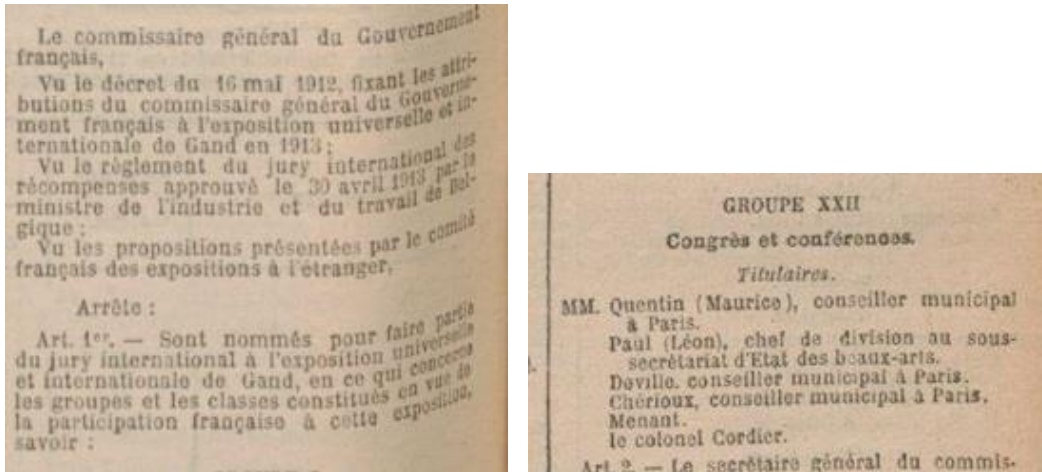 Le commissaire général du Gouvernement
français,
Vu le décret du 16 mai 1912, fixant les attri-
butions du commissaire général du Gouverne-
ment français à l'exposition universelle et in-
ternationale de Gand en 1913 ;
Vu le règlement du jury international des
récompenses approuvé le 30 avril 1913 par le
ministre de l'industrie et du travail de Bel-
gique ;
Vu les propositions présentées par le comité
français des expositions à l'étranger,
Arrête :
Art. 1er. — Sont nommés pour faire partie
du jury international à l'exposition universelle
et internationale de Gand, en ce qui concerne
les groupes et les classes constitués en vue de
la participation française à cette exposition,
savoir :
GROUPE XXII
Congrès et conférences.
Titulaires.
MM. Quentin (Maurice), conseiller municipal
à Paris.
Paul (Léon), chef de division au sous-
secrétariat d'Etat des beaux-arts.
Deville, conseiller municipal à Paris.
Chérioux, conseiller municipal à Paris.
Menant.
le colonel Cordier.
Art. 2. — Le secrétaire général du commis-